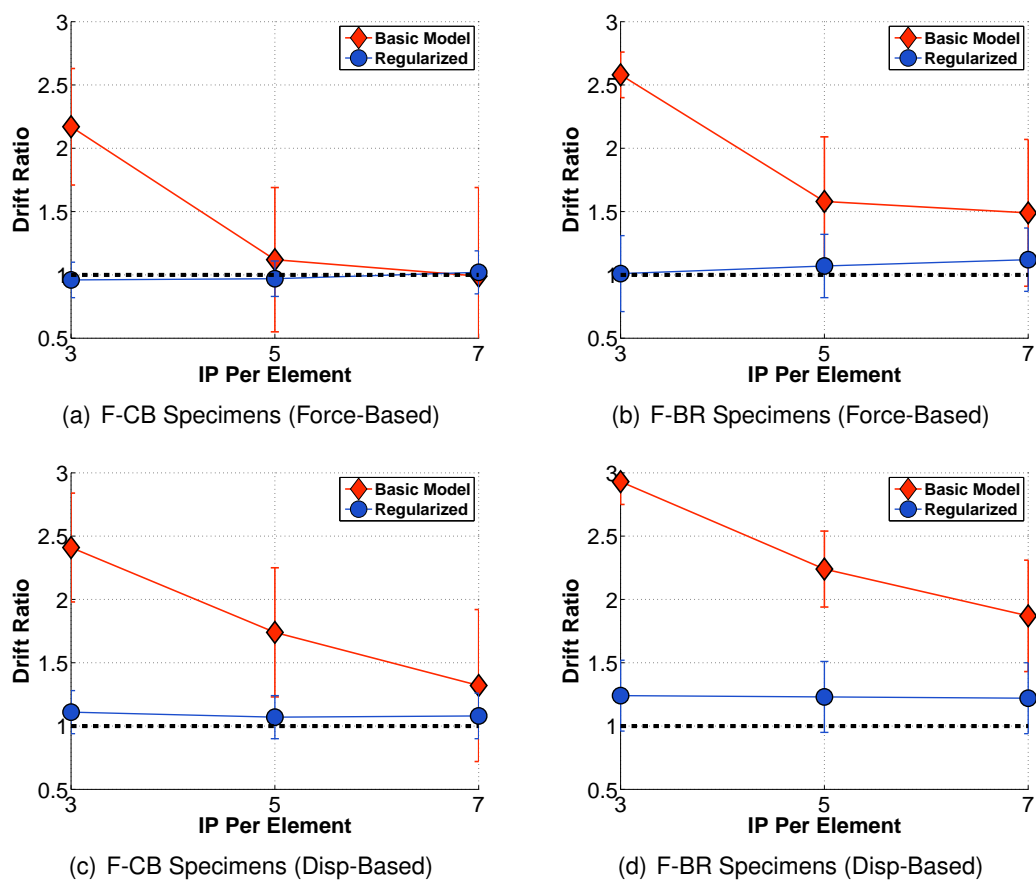 3
2.5
2
1.5
1
0.5
3
5
7
Drift Ratio
IP Per Element
Basic Model
Regularized
(a) F-CB Specimens (Force-Based)
3
2.5
2
1.5
1
0.5
3
5
7
Drift Ratio
IP Per Element
Basic Model
Regularized
(b) F-BR Specimens (Force-Based)
3
2.5
2
1.5
1
0.5
3
5
7
Drift Ratio
IP Per Element
Basic Model
Regularized
(c) F-CB Specimens (Disp-Based)
3
2.5
2
1.5
1
0.5
3
5
7
Drift Ratio
IP Per Element
Basic Model
Regularized
(d) F-BR Specimens (Disp-Based)